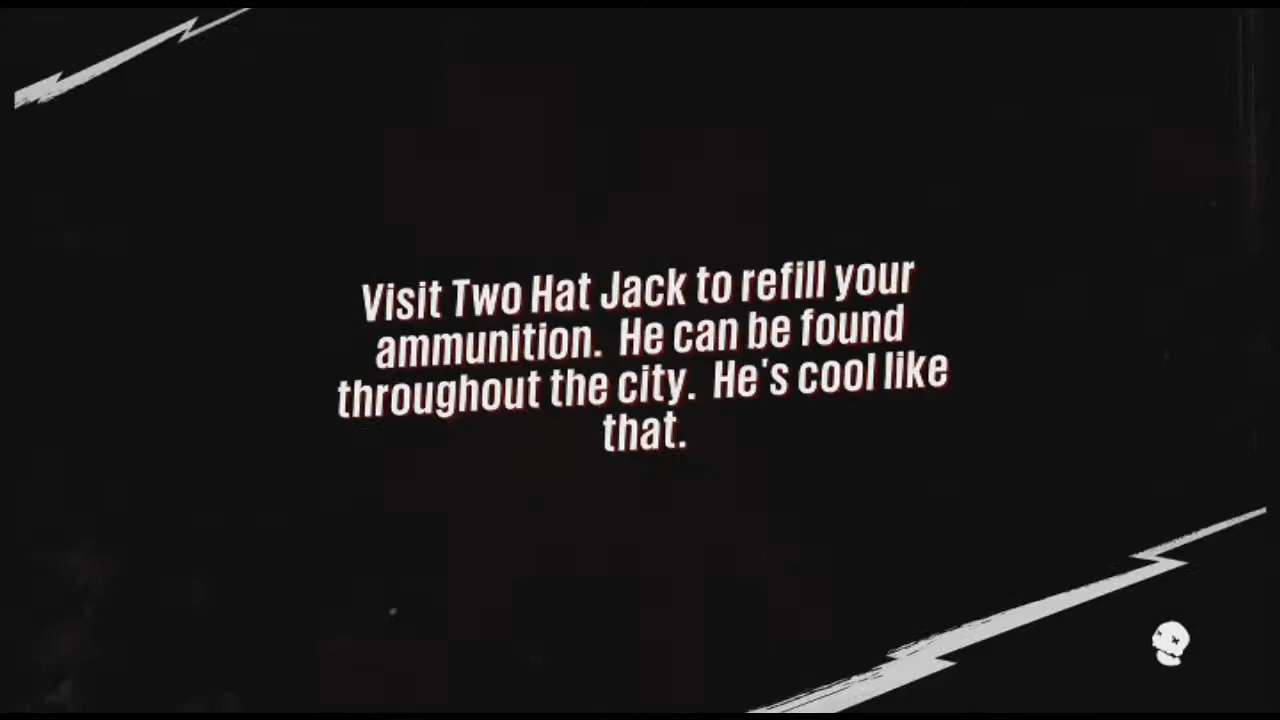 Visit Two Hat Jack to refill your
ammunition.  He can be found
throughout the city.  He's cool like
that.